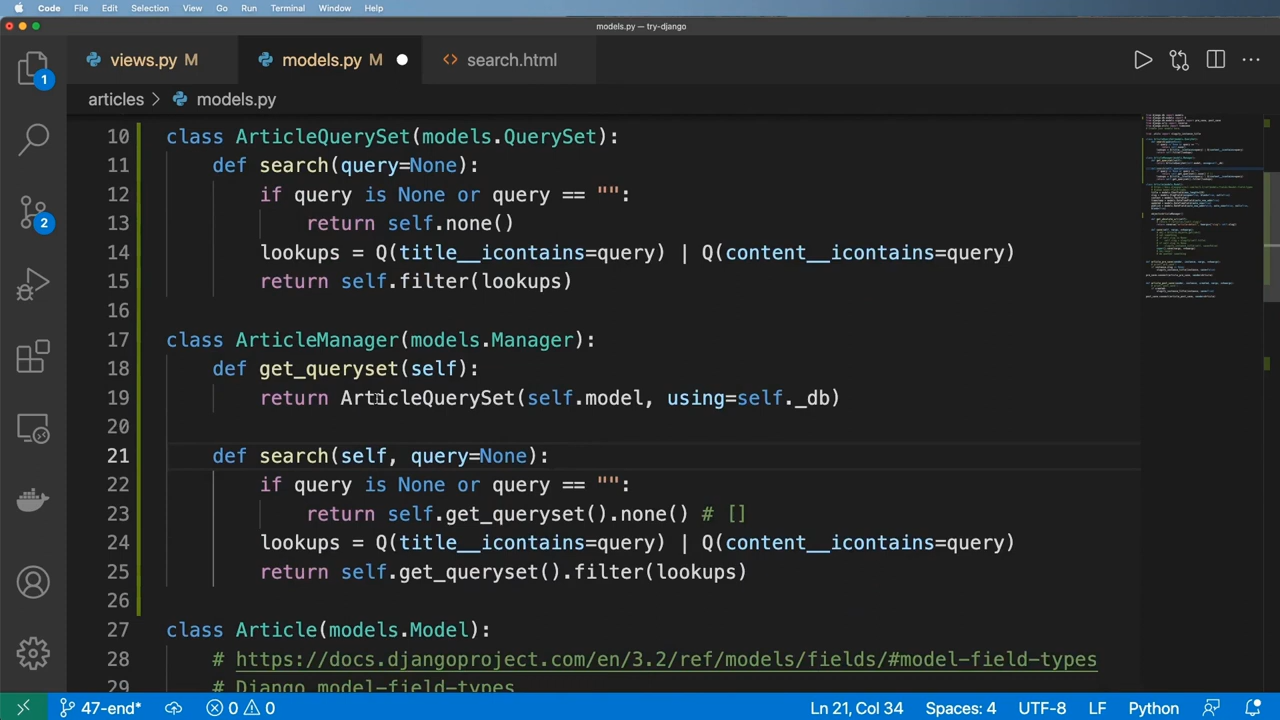 Code File Edit Selection View Go Run Terminal Window Help
models.py — try-django
views.py M models.py M search.html
articles models.py
10 class ArticleQuerySet(models.QuerySet):
11 def search(query=None):
12 if query is None or query == "":
13 return self.none()
14 lookups = Q(title__icontains=query) | Q(content__icontains=query)
15 return self.filter(lookups)
16
17 class ArticleManager(models.Manager):
18 def get_queryset(self):
19 return ArticleQuerySet(self.model, using=self._db)
20
21 def search(self, query=None):
22 if query is None or query == "":
23 return self.get_queryset().none() # []
24 lookups = Q(title__icontains=query) | Q(content__icontains=query)
25 return self.get_queryset().filter(lookups)
26
27 class Article(models.Model):
28 # https://docs.djangoproject.com/en/3.2/ref/models/fields/#model-field-types
29 # Django model-field-types
1
2
47-end* 0 0 Ln 21, Col 34 Spaces: 4 UTF-8 LF Python